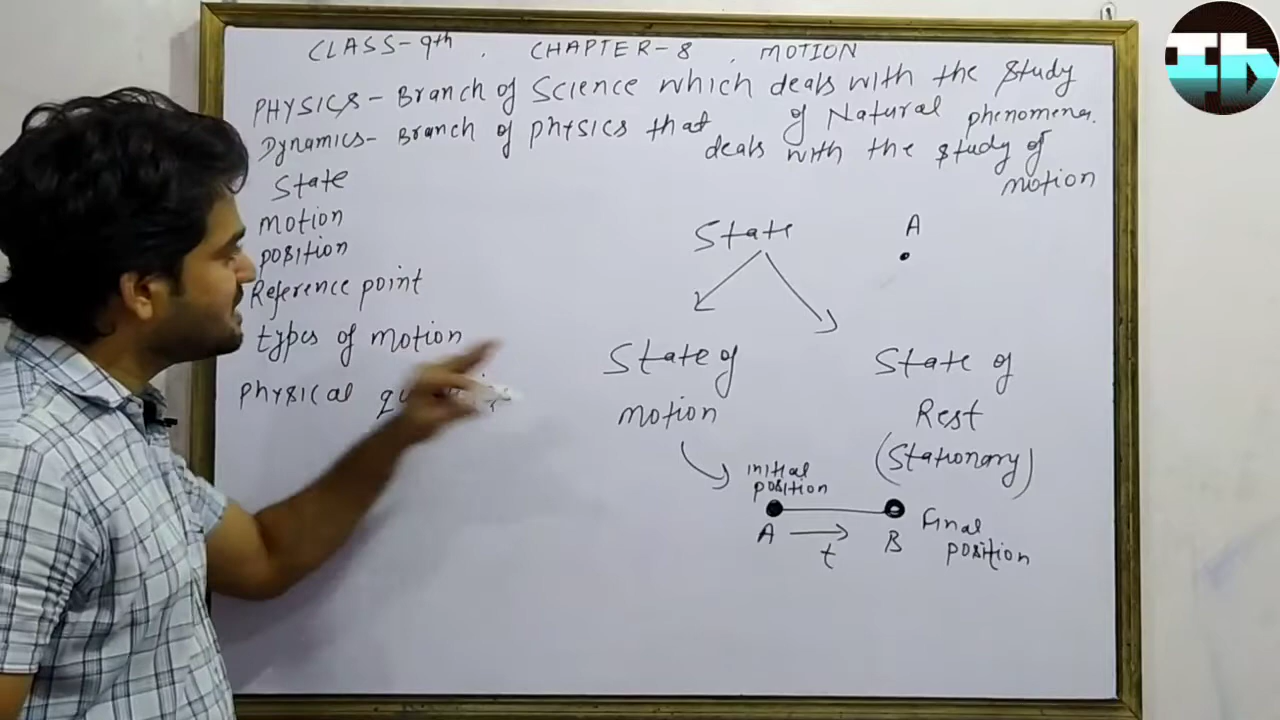 CLASS-9th, CHAPTER-8, MOTION
PHYSICS - Branch of Science which deals with the study
of Natural phenomena.
Dynamics - Branch of physics that
deals with the study of
motion
State
motion
position
Reference point
types of motion
physical
State
A
State of
motion
State of
Rest
(Stationary)
initial
position
A
t
B
Final
position
ID